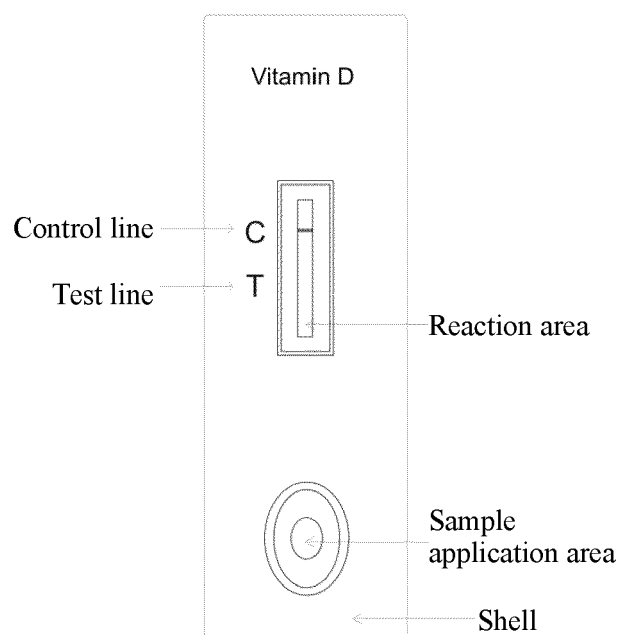 Vitamin D
Control line
C
Test line
T
Reaction area
Sample
application area
Shell